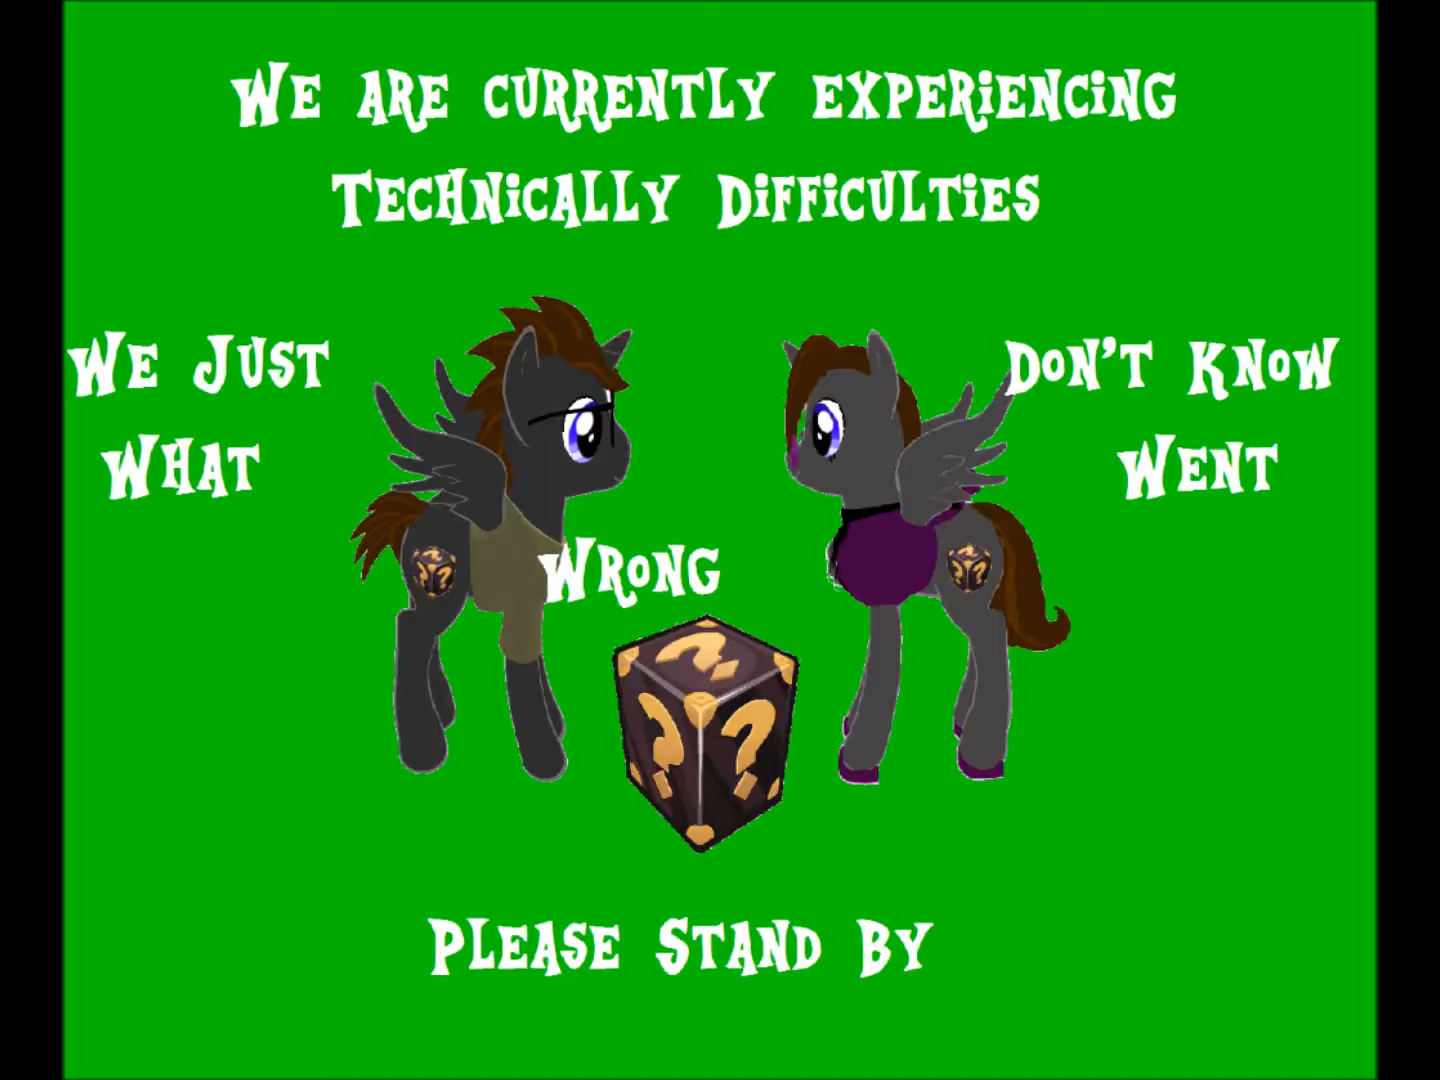 We are currently experiencing
Technically Difficulties
We Just Don't Know
What Went
Wrong
Please Stand By